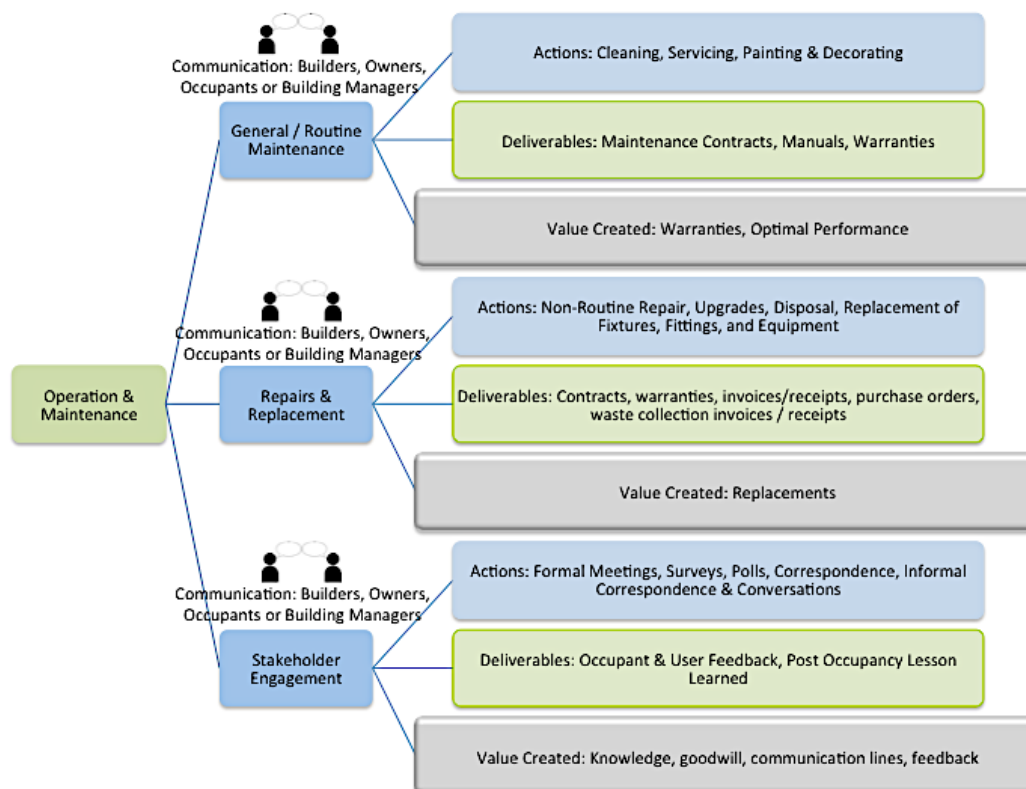 Communication: Builders, Owners,
Occupants or Building Managers
General / Routine
Maintenance
Actions: Cleaning, Servicing, Painting & Decorating
Deliverables: Maintenance Contracts, Manuals, Warranties
Value Created: Warranties, Optimal Performance
Communication: Builders, Owners,
Occupants or Building Managers
Operation &
Maintenance
Repairs &
Replacement
Actions: Non-Routine Repair, Upgrades, Disposal, Replacement of
Fixtures, Fittings, and Equipment
Deliverables: Contracts, warranties, invoices/receipts, purchase orders,
waste collection invoices / receipts
Value Created: Replacements
Communication: Builders, Owners,
Occupants or Building Managers
Stakeholder
Engagement
Actions: Formal Meetings, Surveys, Polls, Correspondence, Informal
Correspondence & Conversations
Deliverables: Occupant & User Feedback, Post Occupancy Lesson
Learned
Value Created: Knowledge, goodwill, communication lines, feedback